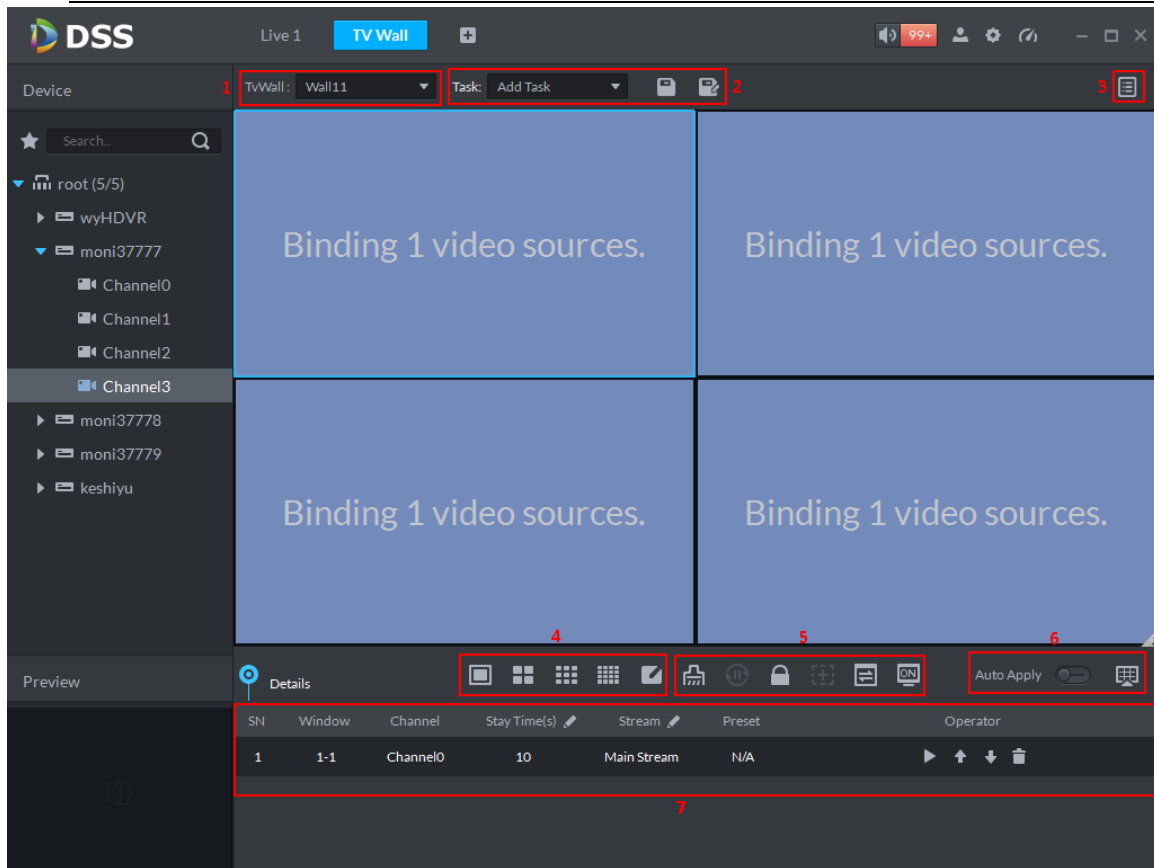 DSS
Live 1
TV Wall
99+
Device
1
TvWall :
Wall11
Task:
Add Task
2
3
Search..
root (5/5)
wyHDVR
moni37777
Channel0
Channel1
Channel2
Channel3
moni37778
moni37779
keshiyu
Binding 1 video sources.
Binding 1 video sources.
Binding 1 video sources.
Binding 1 video sources.
4
5
6
Preview
Details
ON
Auto Apply
SN Window Channel Stay Time(s) Stream Preset Operator
1 1-1 Channel0 10 Main Stream N/A
7